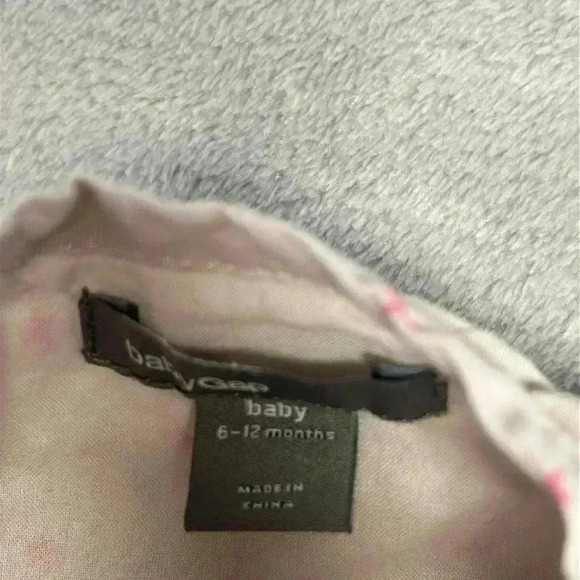 babyGap
baby
6-12 months
MADE IN
CHINA